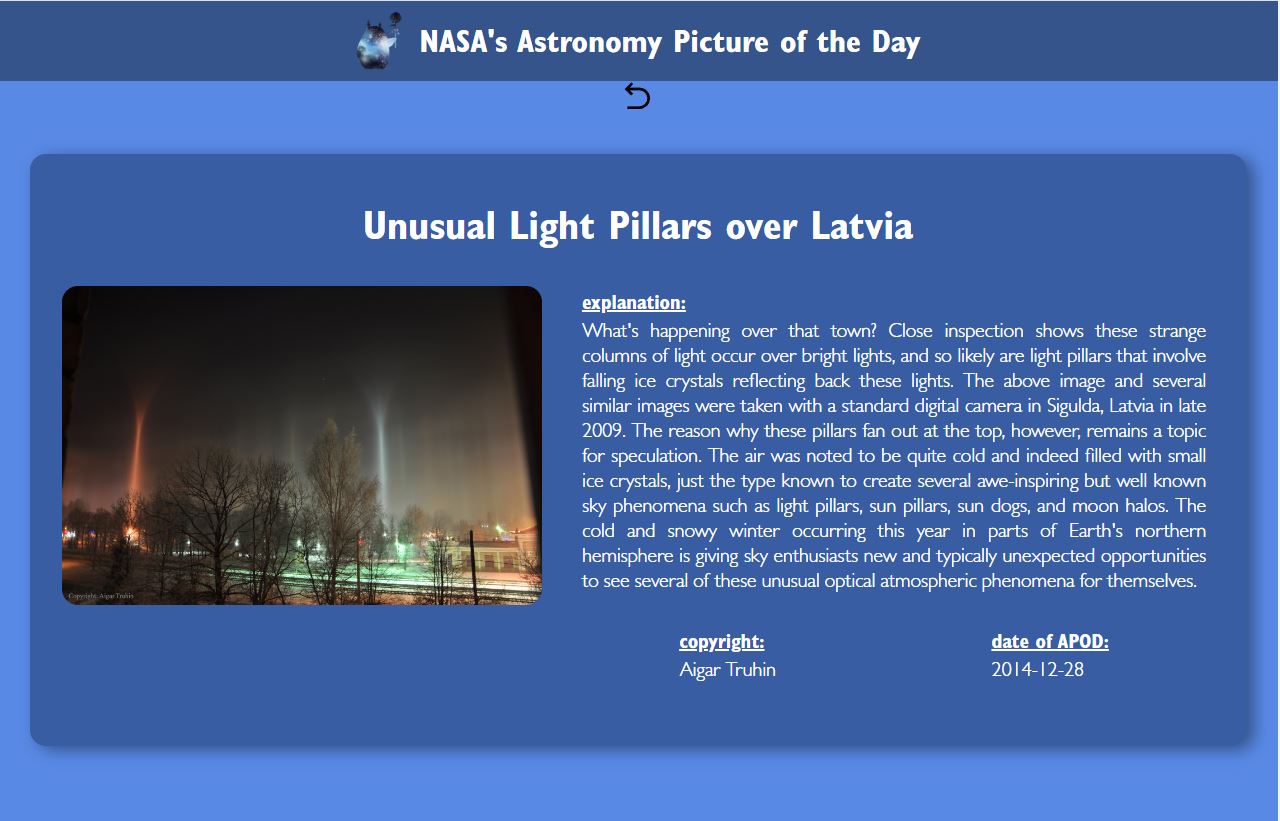 NASA's Astronomy Picture of the Day
Unusual Light Pillars over Latvia
explanation:
What's happening over that town? Close inspection shows these strange
columns of light occur over bright lights, and so likely are light pillars that involve
falling ice crystals reflecting back these lights. The above image and several
similar images were taken with a standard digital camera in Sigulda, Latvia in late
2009. The reason why these pillars fan out at the top, however, remains a topic
for speculation. The air was noted to be quite cold and indeed filled with small
ice crystals, just the type known to create several awe-inspiring but well known
sky phenomena such as light pillars, sun pillars, sun dogs, and moon halos. The
cold and snowy winter occurring this year in parts of Earth's northern
hemisphere is giving sky enthusiasts new and typically unexpected opportunities
to see several of these unusual optical atmospheric phenomena for themselves.
Copyright: Aigar Truhin
copyright:
Aigar Truhin
date of APOD:
2014-12-28